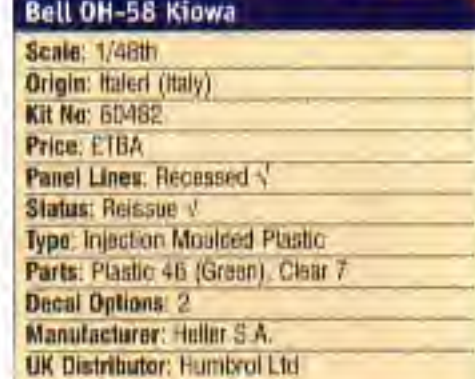 Bell OH-58 Kiowa
Scale: 1/48th
Origin: Italeri (Italy)
Kit No: 60482
Price: £TBA
Panel Lines: Recessed √
Status: Reissue √
Type: Injection Moulded Plastic
Parts: Plastic 46 (Green), Clear 7
Decal Options: 2
Manufacturer: Heller S.A.
UK Distributor: Humbrol Ltd